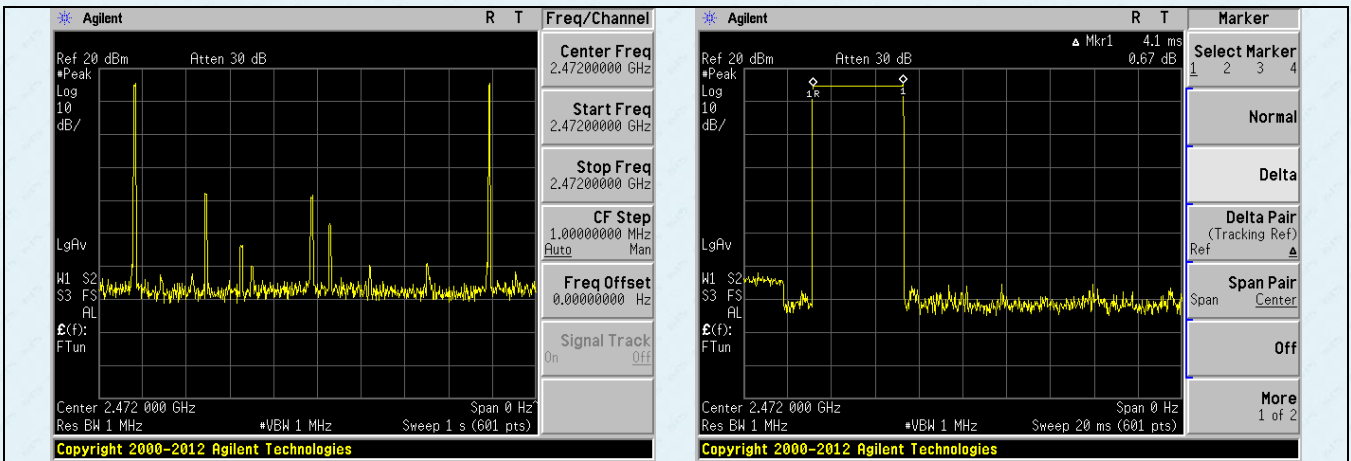 Agilent R T Freq/Channel
Ref 20 dBm Atten 30 dB
#Peak
Log
10
dB/
LgAv
W1 S2
S3 FS
AL
£(f):
FTun
Center 2.472 000 GHz Span 0 Hz^
Res BW 1 MHz #VBW 1 MHz Sweep 1 s (601 pts)
Copyright 2000-2012 Agilent Technologies
Center Freq
2.47200000 GHz
Start Freq
2.47200000 GHz
Stop Freq
2.47200000 GHz
CF Step
1.00000000 MHz
Auto Man
Freq Offset
0.00000000 Hz
Signal Track
On Off
Agilent R T Marker
Δ Mkr1 4.1 ms
Ref 20 dBm Atten 30 dB 0.67 dB
#Peak
Log
10
dB/
1R
1
LgAv
W1 S2
S3 FS
AL
£(f):
FTun
Center 2.472 000 GHz Span 0 Hz
Res BW 1 MHz #VBW 1 MHz Sweep 20 ms (601 pts)
Copyright 2000-2012 Agilent Technologies
Select Marker
1 2 3 4
Normal
Delta
Delta Pair
(Tracking Ref)
Ref Δ
Span Pair
Span Center
Off
More
1 of 2